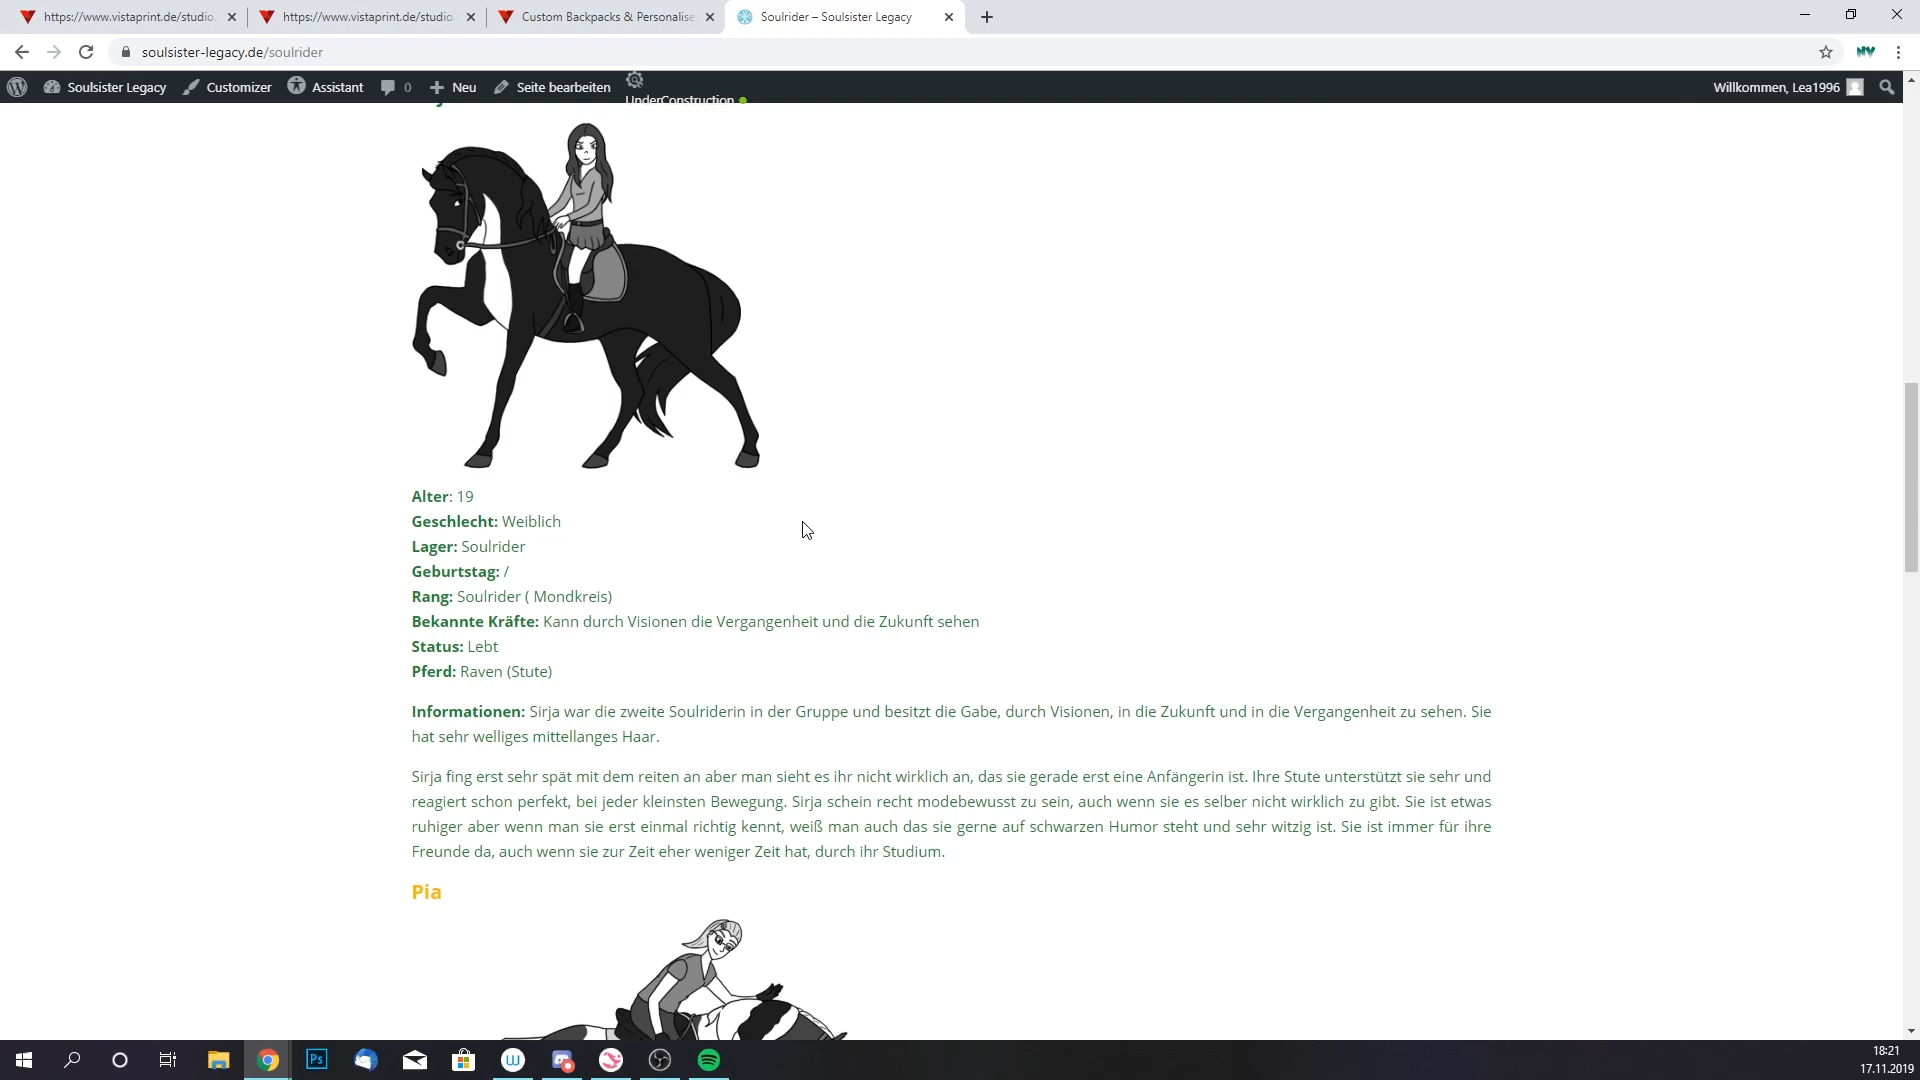 https://www.vistaprint.de/studio.
https://www.vistaprint.de/studio.
Custom Backpacks & Personalise
Soulrider – Soulsister Legacy
soulsister-legacy.de/soulrider
Soulsister Legacy
Customizer
Assistant
0
Neu
Seite bearbeiten
UnderConstruction
Willkommen, Lea1996
Alter: 19
Geschlecht: Weiblich
Lager: Soulrider
Geburtstag: /
Rang: Soulrider ( Mondkreis)
Bekannte Kräfte: Kann durch Visionen die Vergangenheit und die Zukunft sehen
Status: Lebt
Pferd: Raven (Stute)
Informationen: Sirja war die zweite Soulriderin in der Gruppe und besitzt die Gabe, durch Visionen, in die Zukunft und in die Vergangenheit zu sehen. Sie
hat sehr welliges mittellanges Haar.
Sirja fing erst sehr spät mit dem reiten an aber man sieht es ihr nicht wirklich an, das sie gerade erst eine Anfängerin ist. Ihre Stute unterstützt sie sehr und
reagiert schon perfekt, bei jeder kleinsten Bewegung. Sirja schein recht modebewusst zu sein, auch wenn sie es selber nicht wirklich zu gibt. Sie ist etwas
ruhiger aber wenn man sie erst einmal richtig kennt, weiß man auch das sie gerne auf schwarzen Humor steht und sehr witzig ist. Sie ist immer für ihre
Freunde da, auch wenn sie zur Zeit eher weniger Zeit hat, durch ihr Studium.
Pia
Ps
18:21
17.11.2019